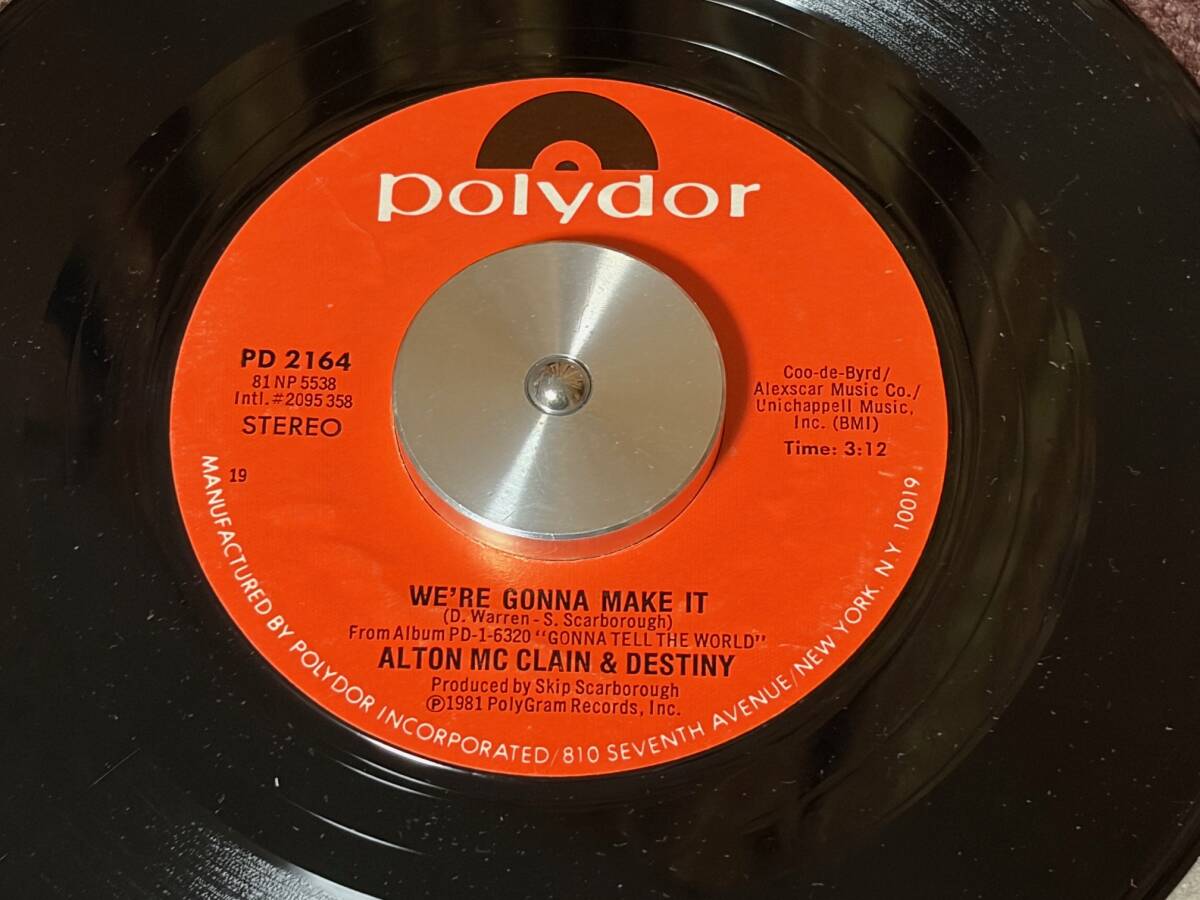 polydor
PD 2164
81 NP 5538
Intl. #2095 358
STEREO
19
Coo-de-Byrd/
Alexscar Music Co./
Unichappell Music,
Inc. (BMI)
Time: 3:12
WE'RE GONNA MAKE IT
(D. Warren - S. Scarborough)
From Album PD-1-6320 "GONNA TELL THE WORLD"
ALTON MC CLAIN & DESTINY
Produced by Skip Scarborough
℗1981 PolyGram Records, Inc.
MANUFACTURED BY POLYDOR INCORPORATED/810 SEVENTH AVENUE/NEW YORK, N.Y. 10019